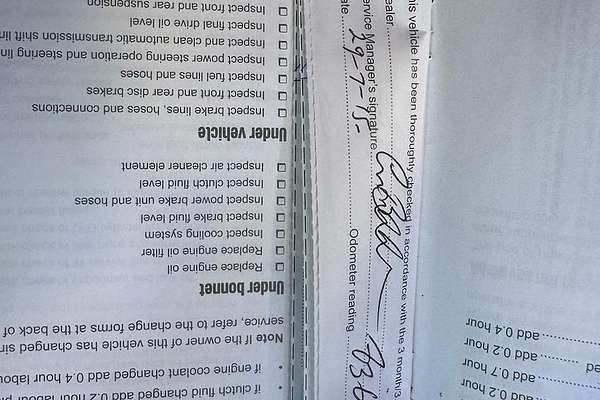 add 0.2 hour
add 0.7 hour
ed ........ add 0.2 hour
........ add 0.4 hour
his vehicle has been thoroughly checked in accordance with the 3 month/3
ealer
ervice Manager's signature
ate 29-7-15- Odometer reading
• clutch fluid changed add 0.2 hour labour
• if engine coolant changed add 0.4 hour labou
Note If the owner of this vehicle has changed sin
service, refer to the change forms at the back of
Under bonnet
☐ Replace engine oil
☐ Replace engine oil filter
☐ Inspect cooling system
☐ Inspect brake fluid level
☐ Inspect power brake unit and hoses
☐ Inspect clutch fluid level
☐ Inspect air cleaner element
Under vehicle
☐ Inspect brake lines, hoses and connections
☐ Inspect front and rear disc brakes
☐ Inspect fuel lines and hoses
☐ Inspect power steering operation and steering lin
☐ Inspect and clean automatic transmission shift lin
☐ Inspect final drive oil level
☐ Inspect front and rear suspension